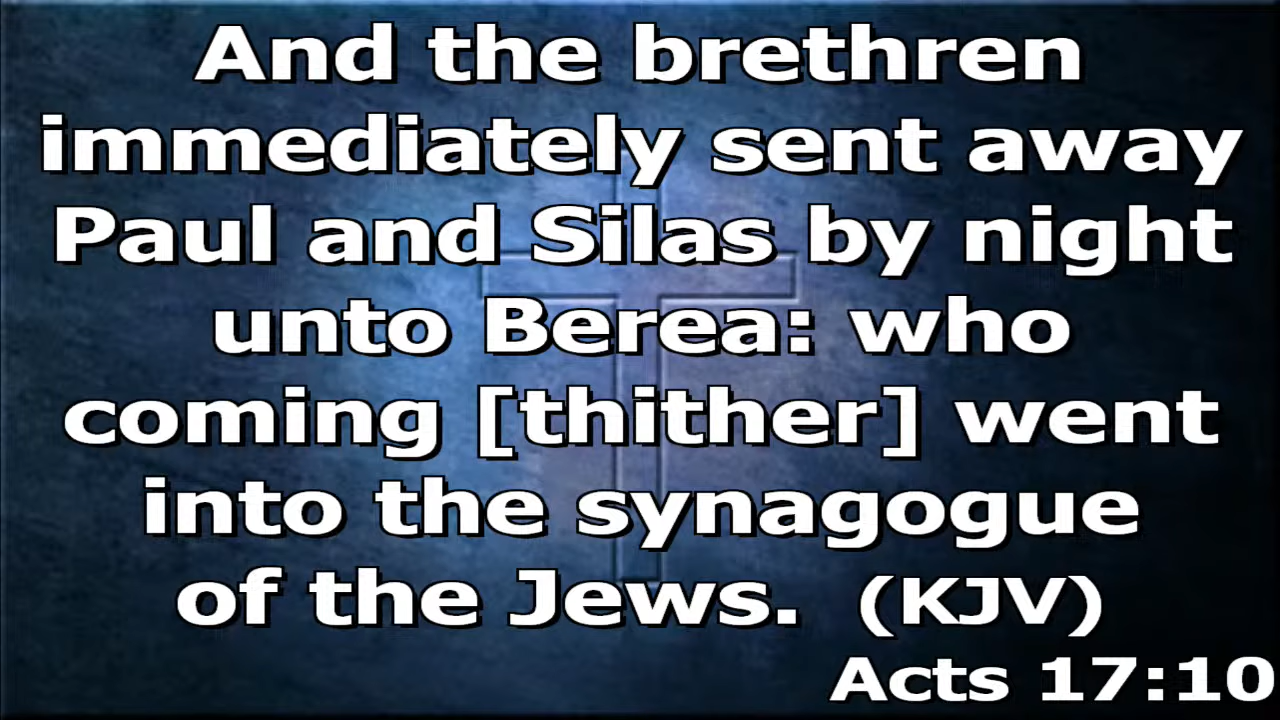 And the brethren
immediately sent away
Paul and Silas by night
unto Berea: who
coming [thither] went
into the synagogue
of the Jews. (KJV)
Acts 17:10